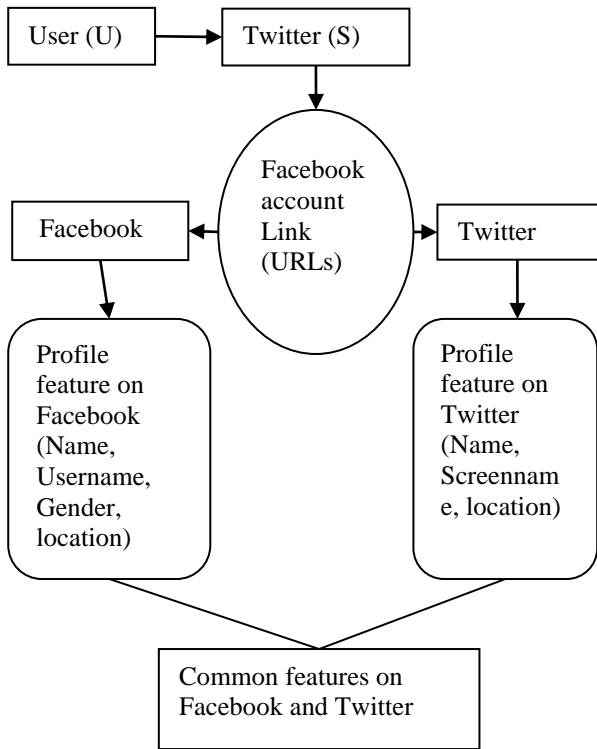 User (U)
Twitter (S)
Facebook
account
Link
(URLs)
Facebook
Twitter
Profile
feature on
Facebook
(Name,
Username,
Gender,
location)
Profile
feature on
Twitter
(Name,
Screennam
e, location)
Common features on
Facebook and Twitter